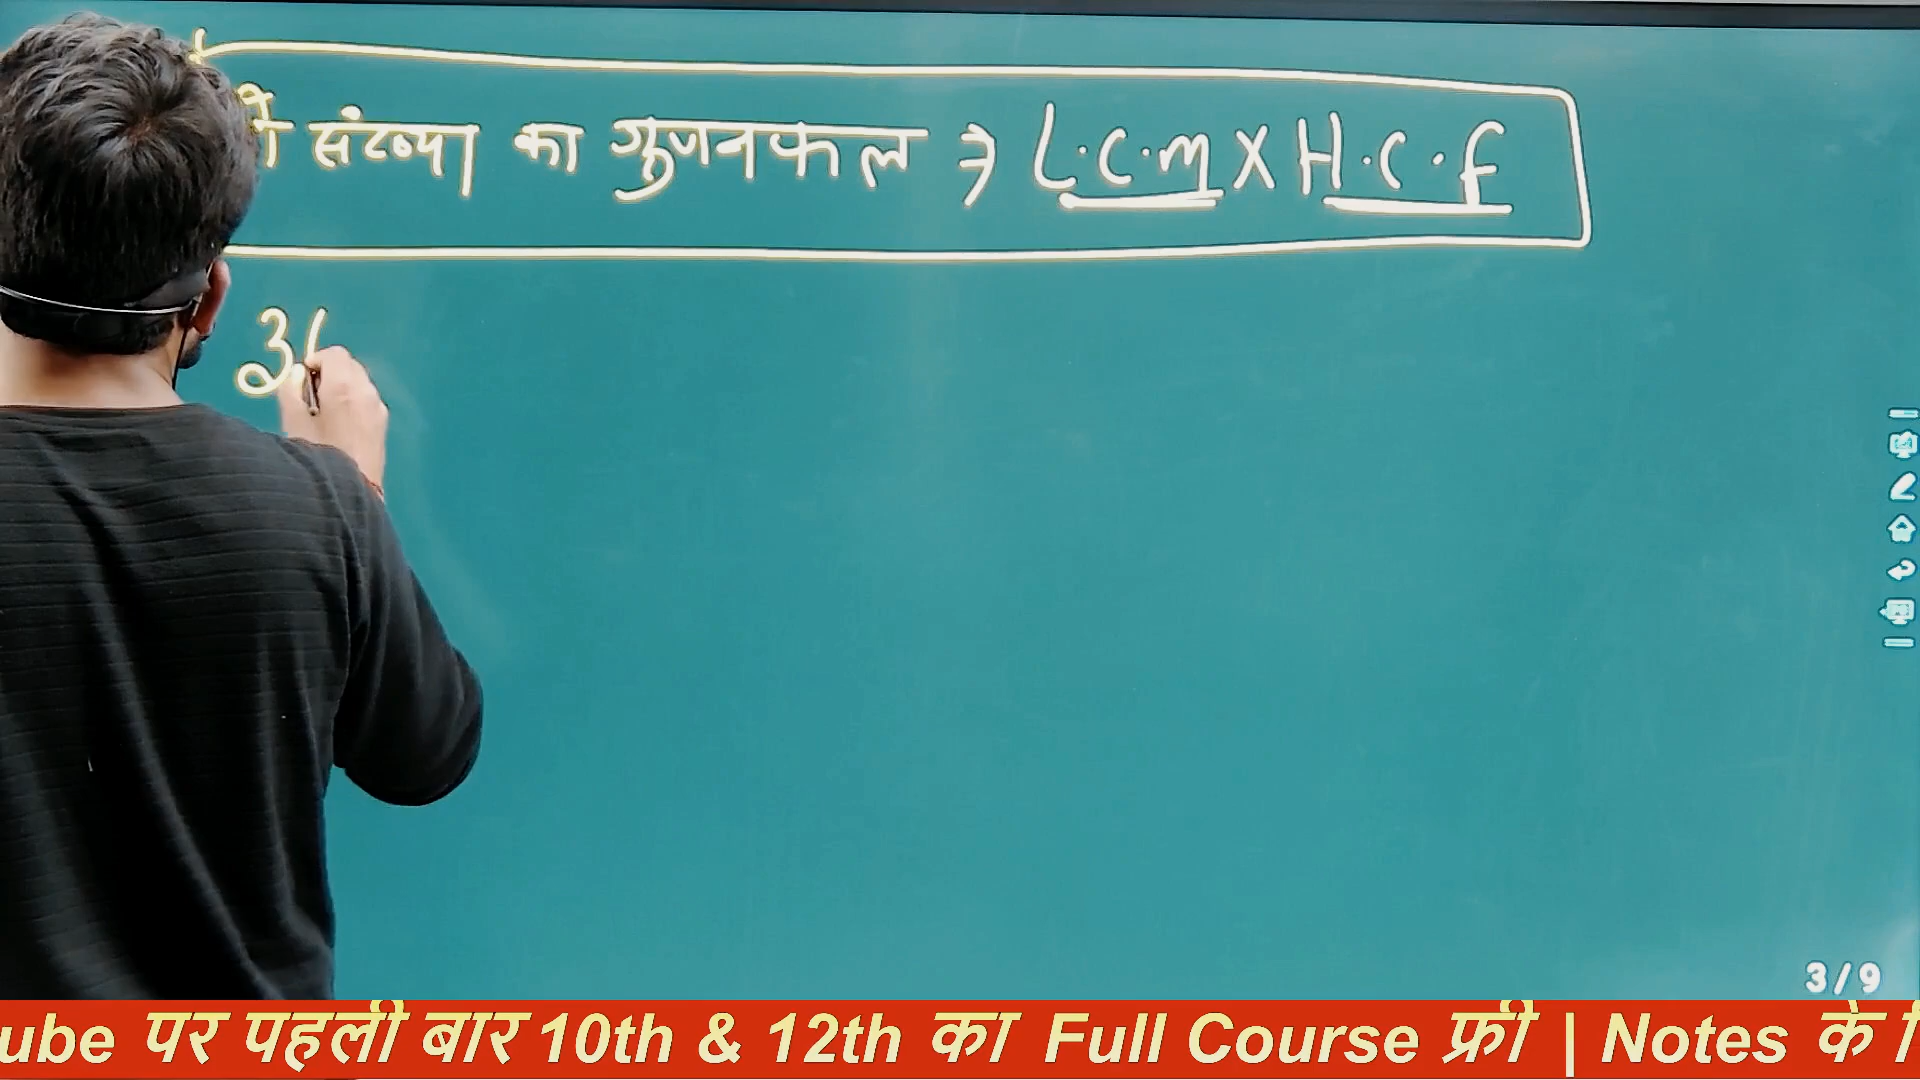 संख्या का गुणनफल ⇒ L.C.M X H.C.F
3
3/9
ube पर पहली बार 10th & 12th का Full Course फ्री | Notes के